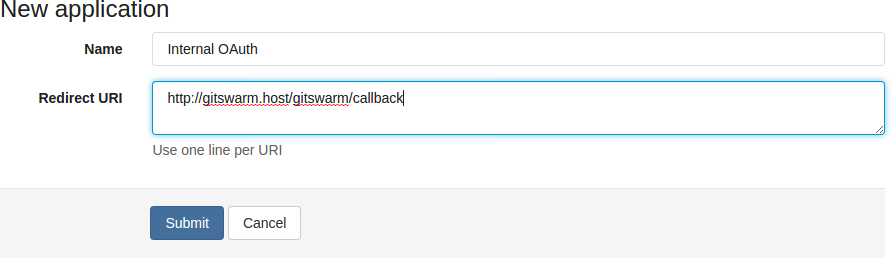 New application
Name Internal OAuth
Redirect URI http://gitswarm.host/gitswarm/callback
Use one line per URI
Submit Cancel